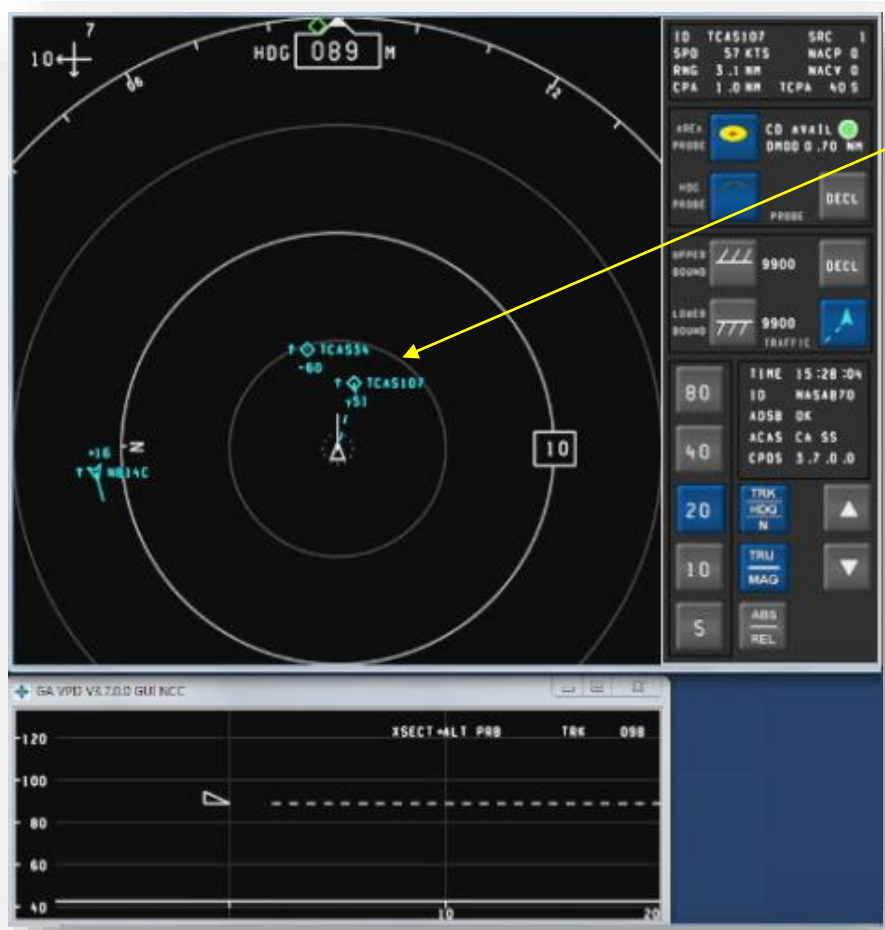 7
10
HDG 089 M
06
12
TCAS34
-60
TCAS107
51
+16
N
N814C
10
ID TCAS107 SRC 1
SPD 57 KTS NACP 0
RNG 3.1 NM NACV 0
CPA 1.0 NM TCPA 40 S
AREA PROBE
CD AVAIL
DMOD 0.70 NM
HDG PROBE
PROBE
DECL
UPPER BOUND
9900
DECL
LOWER BOUND
9900
TRAFFIC
80
40
20
10
5
TIME 15:28:04
ID NASA870
ADSB OK
ACAS CA SS
CPDS 3.7.0.0
TRK
HDG
N
TRU
MAG
ABS
REL
GA VPD V3.7.0.0 GUI NCC
XSECT+ALT PRB TRK 098
120
100
80
60
40
10
20